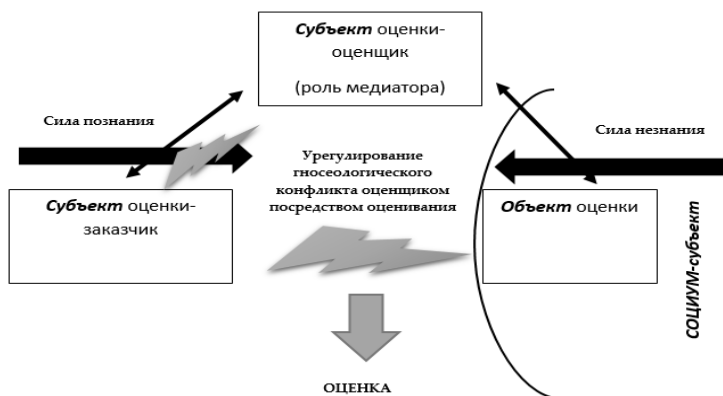 Субъект оценки-
оценщик
(роль медиатора)
Сила познания
Сила незнания
Урегулирование
гносеологического
конфликта оценщиком
посредством оценивания
Субъект оценки-
заказчик
Объект оценки
СОЦИУМ-субъект
ОЦЕНКА